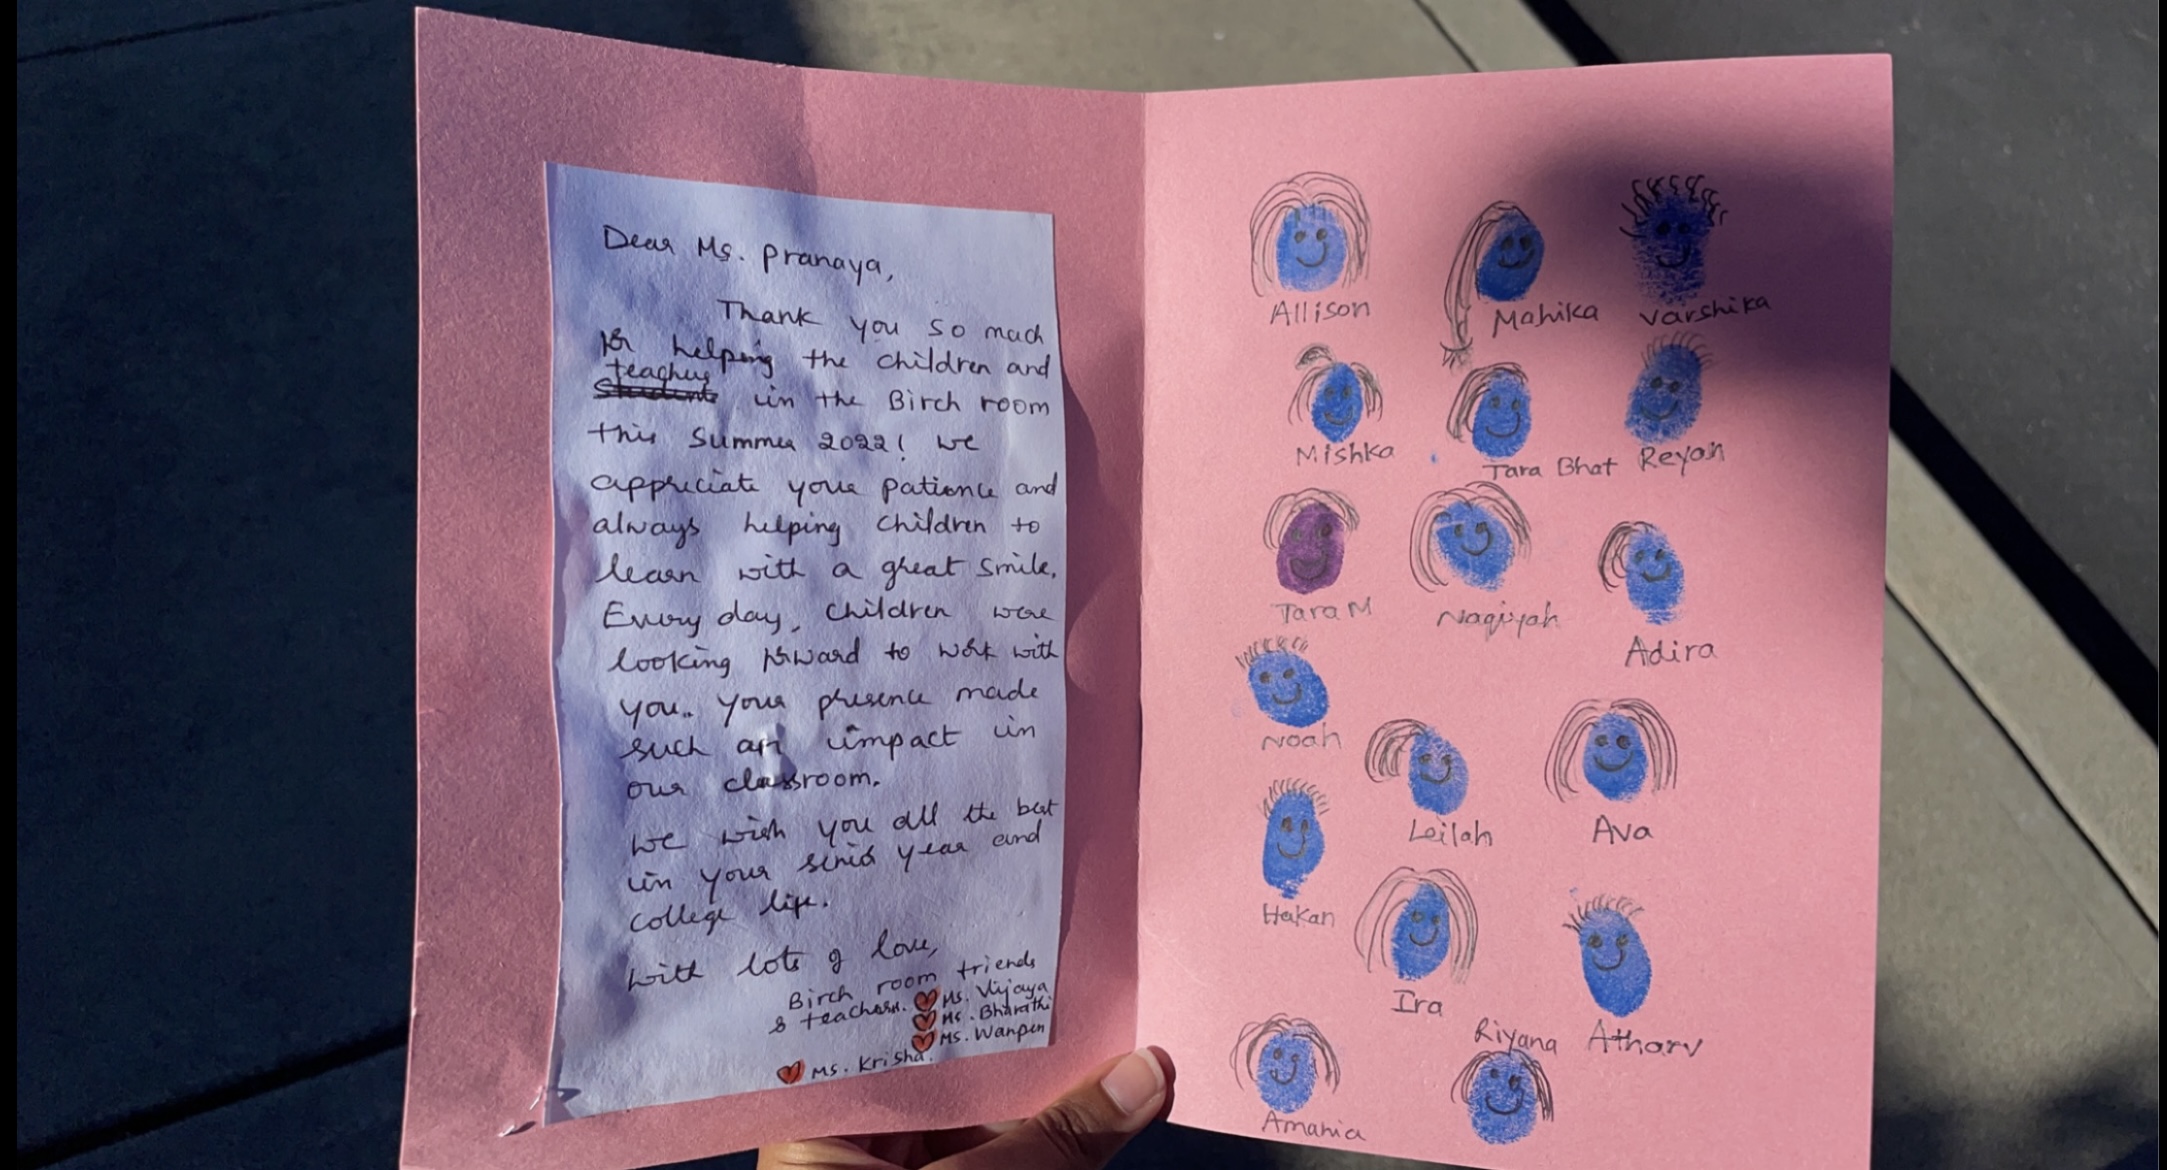 Dear Ms. Pranaya,
Thank you so much
for helping the children and
teachers
students in the Birch room
this Summer 2022! We
appreciate your patience and
always helping children to
learn with a great smile.
Every day, children were
looking forward to work with
you.. Your presence made
such an impact in
our classroom.
We wish you all the best
in your senior year and
college life.
With lots of love,
Birch room friends
& teachers. ♥ Ms. Vijaya
♥ Ms. Bharathi
♥ Ms. Wanpen
♥ Ms. Krisha.
Allison Mahika Varshika
Mishka Tara Bhat Reyan
Tara M Naqiyah Adira
Noah
Leilah Ava
Hakan
Ira Atharv
Riyana
Amaria